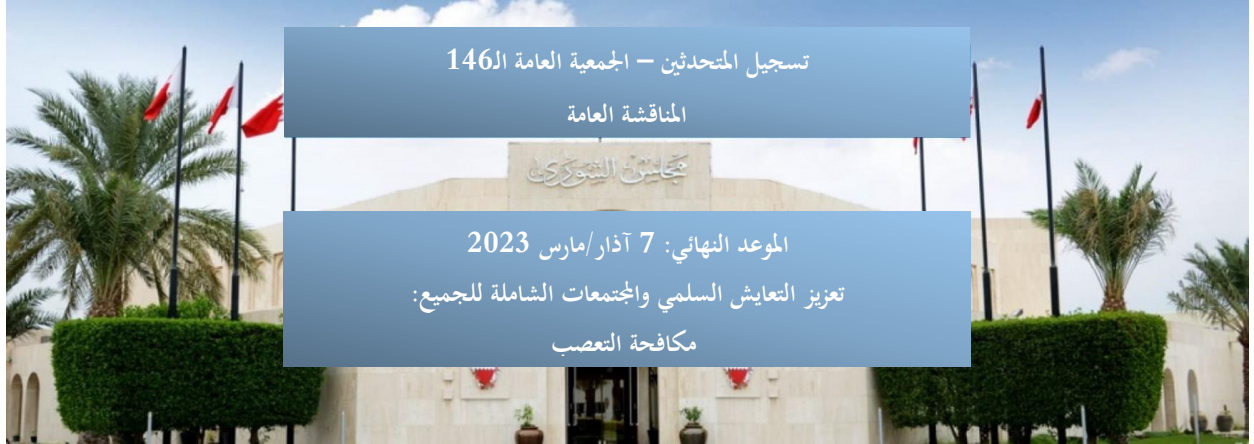 تسجيل المتحدثين – الجمعية العامة الـ146
المناقشة العامة
مجلس الشورى
الموعد النهائي: 7 آذار/مارس 2023
تعزيز التعايش السلمي والمجتمعات الشاملة للجميع:
مكافحة التعصب